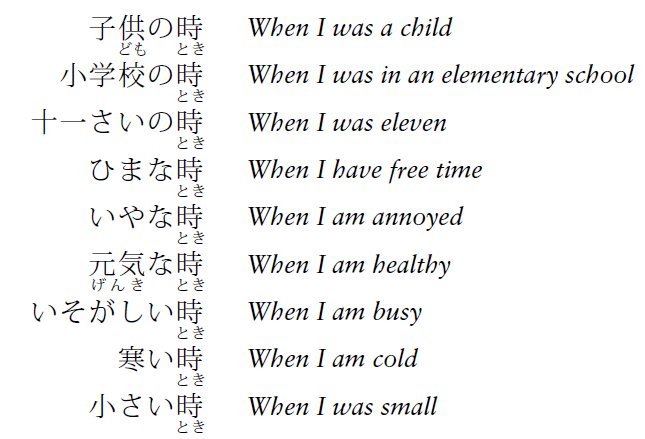 子供の時 When I was a child
ども とき
小学校の時 When I was in an elementary school
とき
十一さいの時 When I was eleven
とき
ひまな時 When I have free time
とき
いやな時 When I am annoyed
とき
元気な時 When I am healthy
げんき とき
いそがしい時 When I am busy
とき
寒い時 When I am cold
とき
小さい時 When I was small
とき